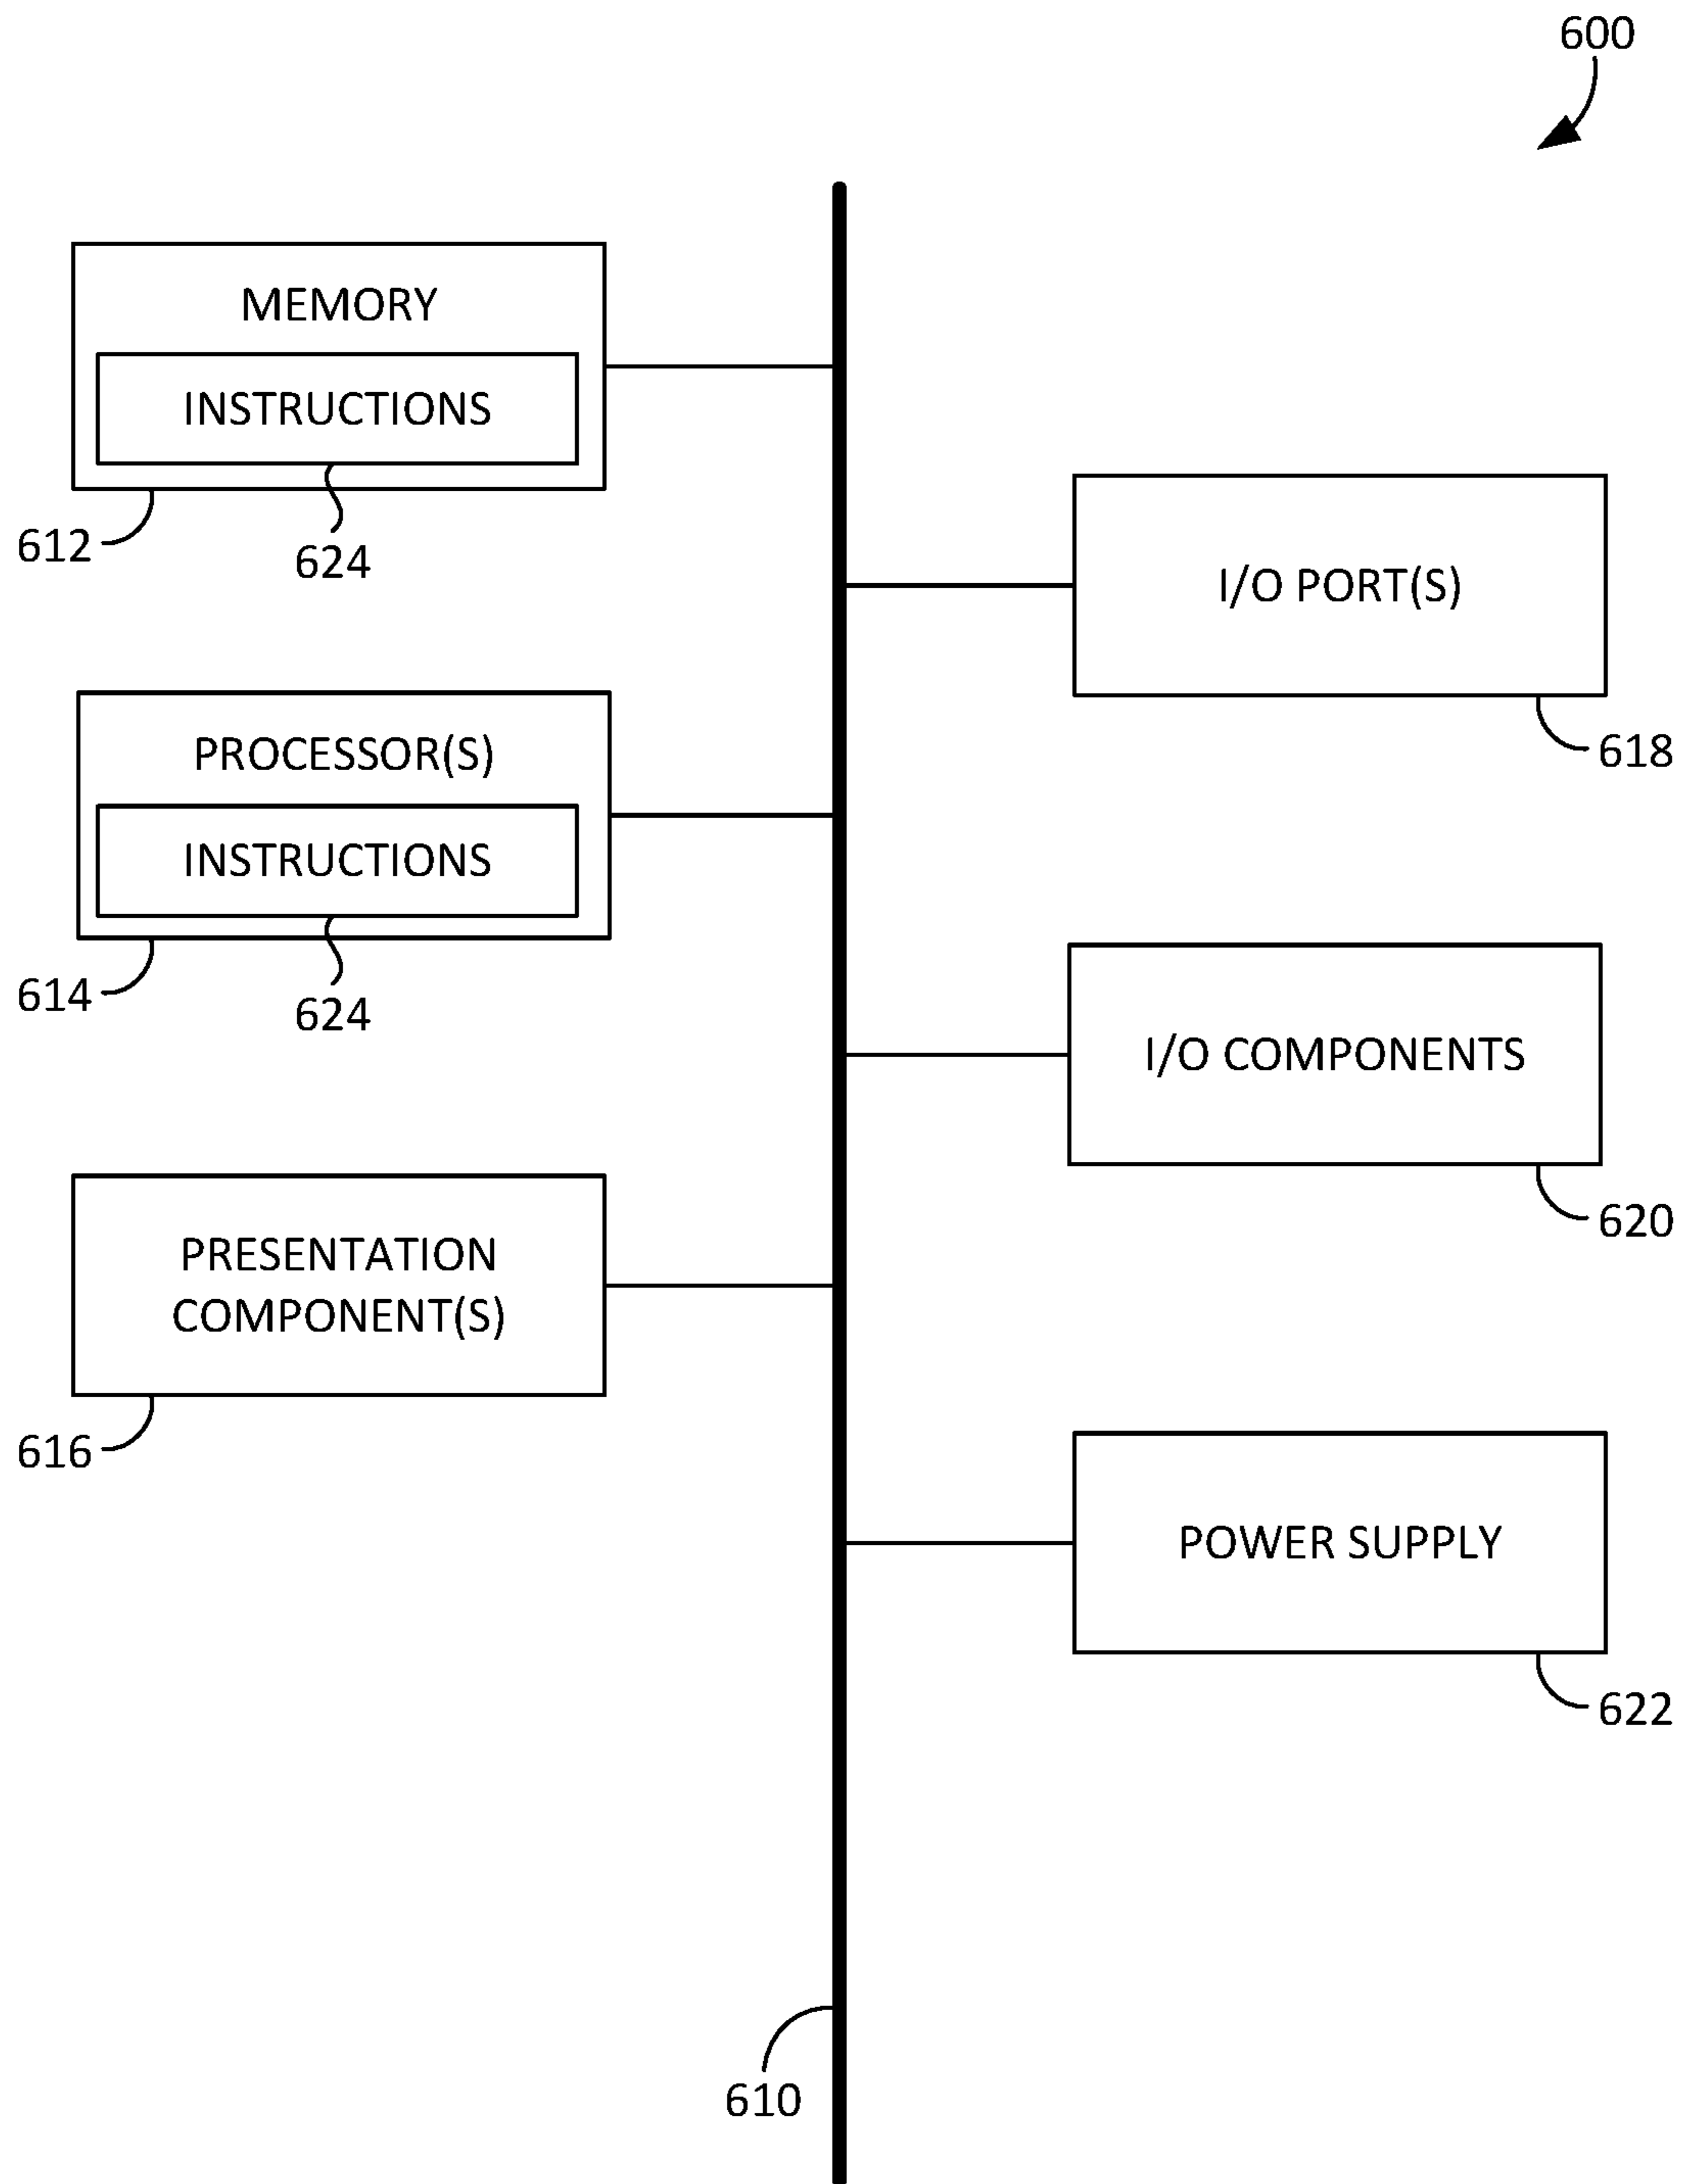 600
MEMORY
INSTRUCTIONS
612
624
PROCESSOR(S)
INSTRUCTIONS
614
624
PRESENTATION
COMPONENT(S)
616
I/O PORT(S)
618
I/O COMPONENTS
620
POWER SUPPLY
622
610